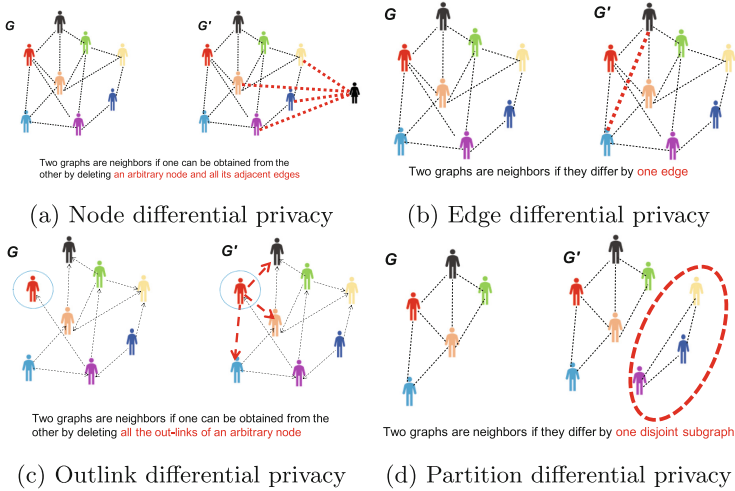 G
G'
Two graphs are neighbors if one can be obtained from the
other by deleting an arbitrary node and all its adjacent edges
(a) Node differential privacy
G
G'
Two graphs are neighbors if they differ by one edge
(b) Edge differential privacy
G
G'
Two graphs are neighbors if one can be obtained from the
other by deleting all the out-links of an arbitrary node
(c) Outlink differential privacy
G
G'
Two graphs are neighbors if they differ by one disjoint subgraph
(d) Partition differential privacy